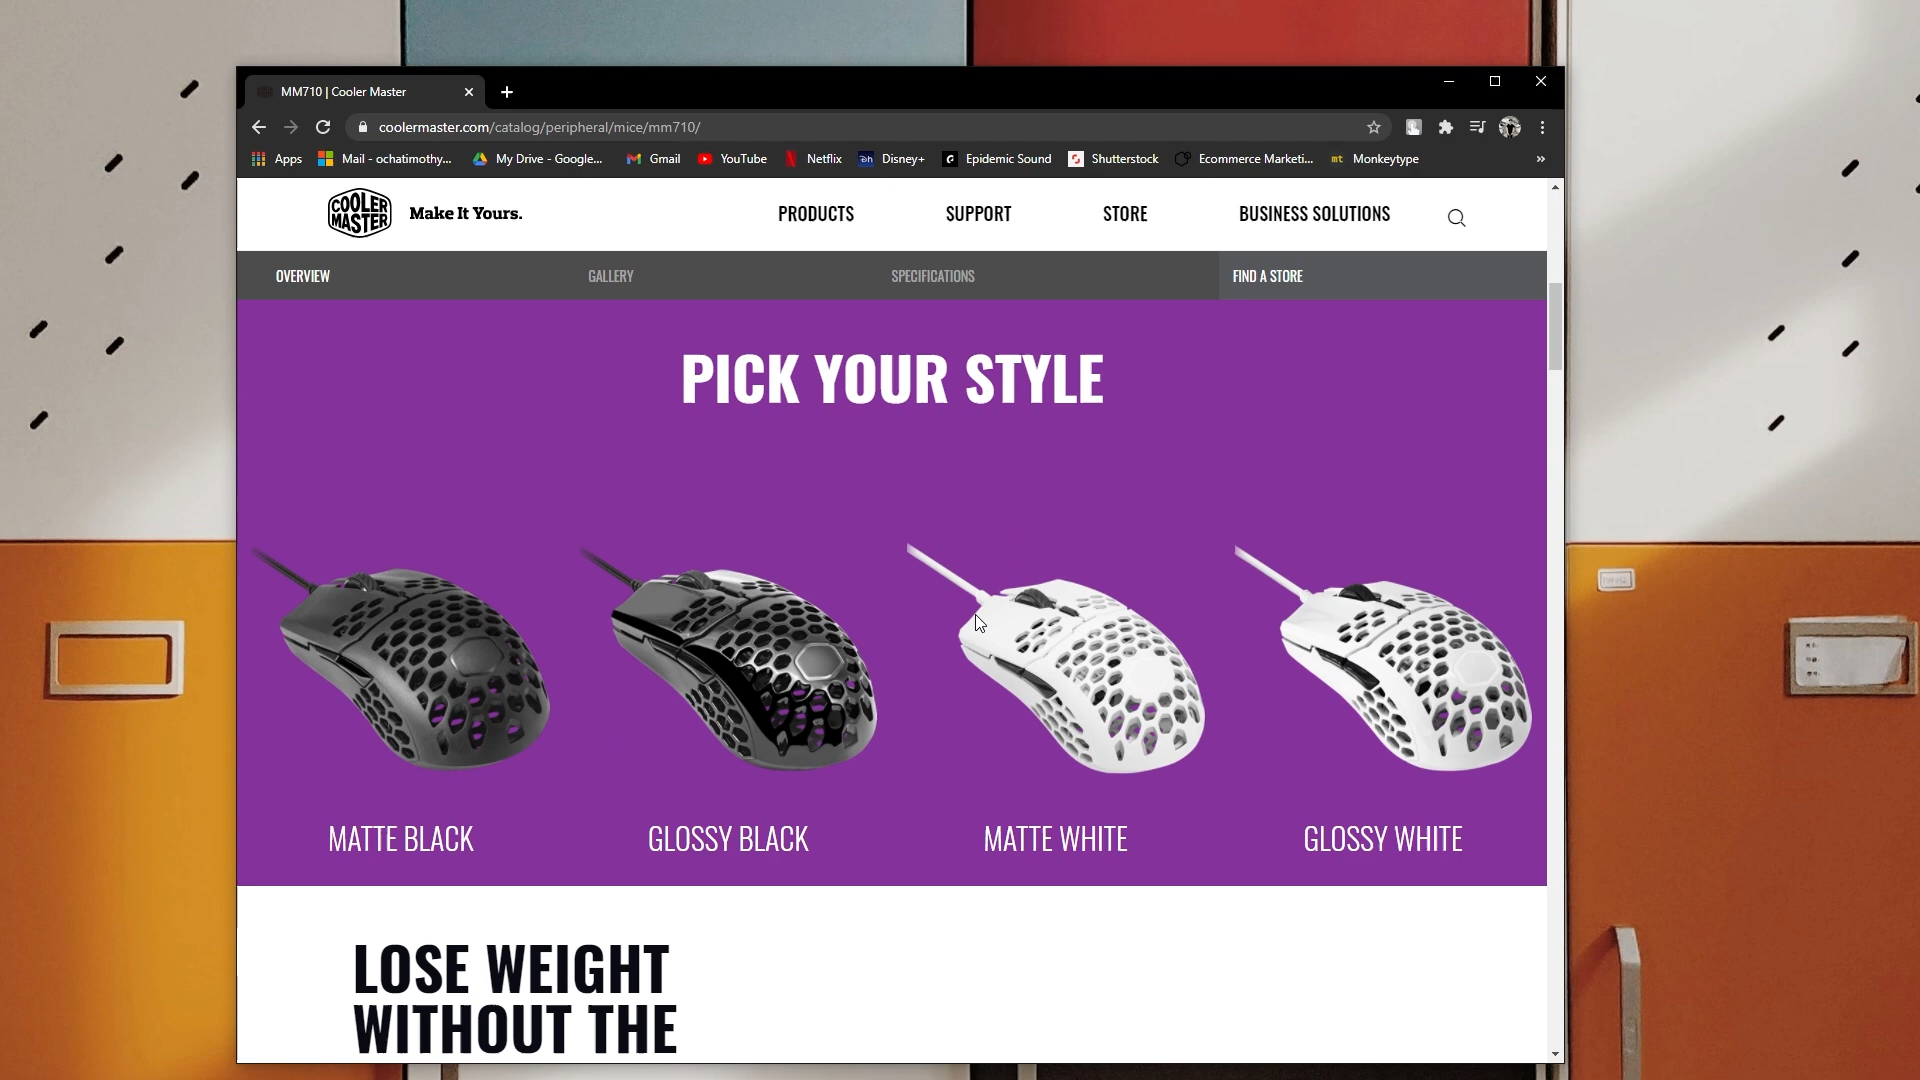 MM710 | Cooler Master
coolermaster.com/catalog/peripheral/mice/mm710/
Apps Mail - ochatimothy... My Drive - Google... Gmail YouTube Netflix Disney+ Epidemic Sound Shutterstock Ecommerce Marketi... mt Monkeytype »
COOLER MASTER Make It Yours. PRODUCTS SUPPORT STORE BUSINESS SOLUTIONS
OVERVIEW GALLERY SPECIFICATIONS FIND A STORE
PICK YOUR STYLE
MATTE BLACK GLOSSY BLACK MATTE WHITE GLOSSY WHITE
LOSE WEIGHT
WITHOUT THE